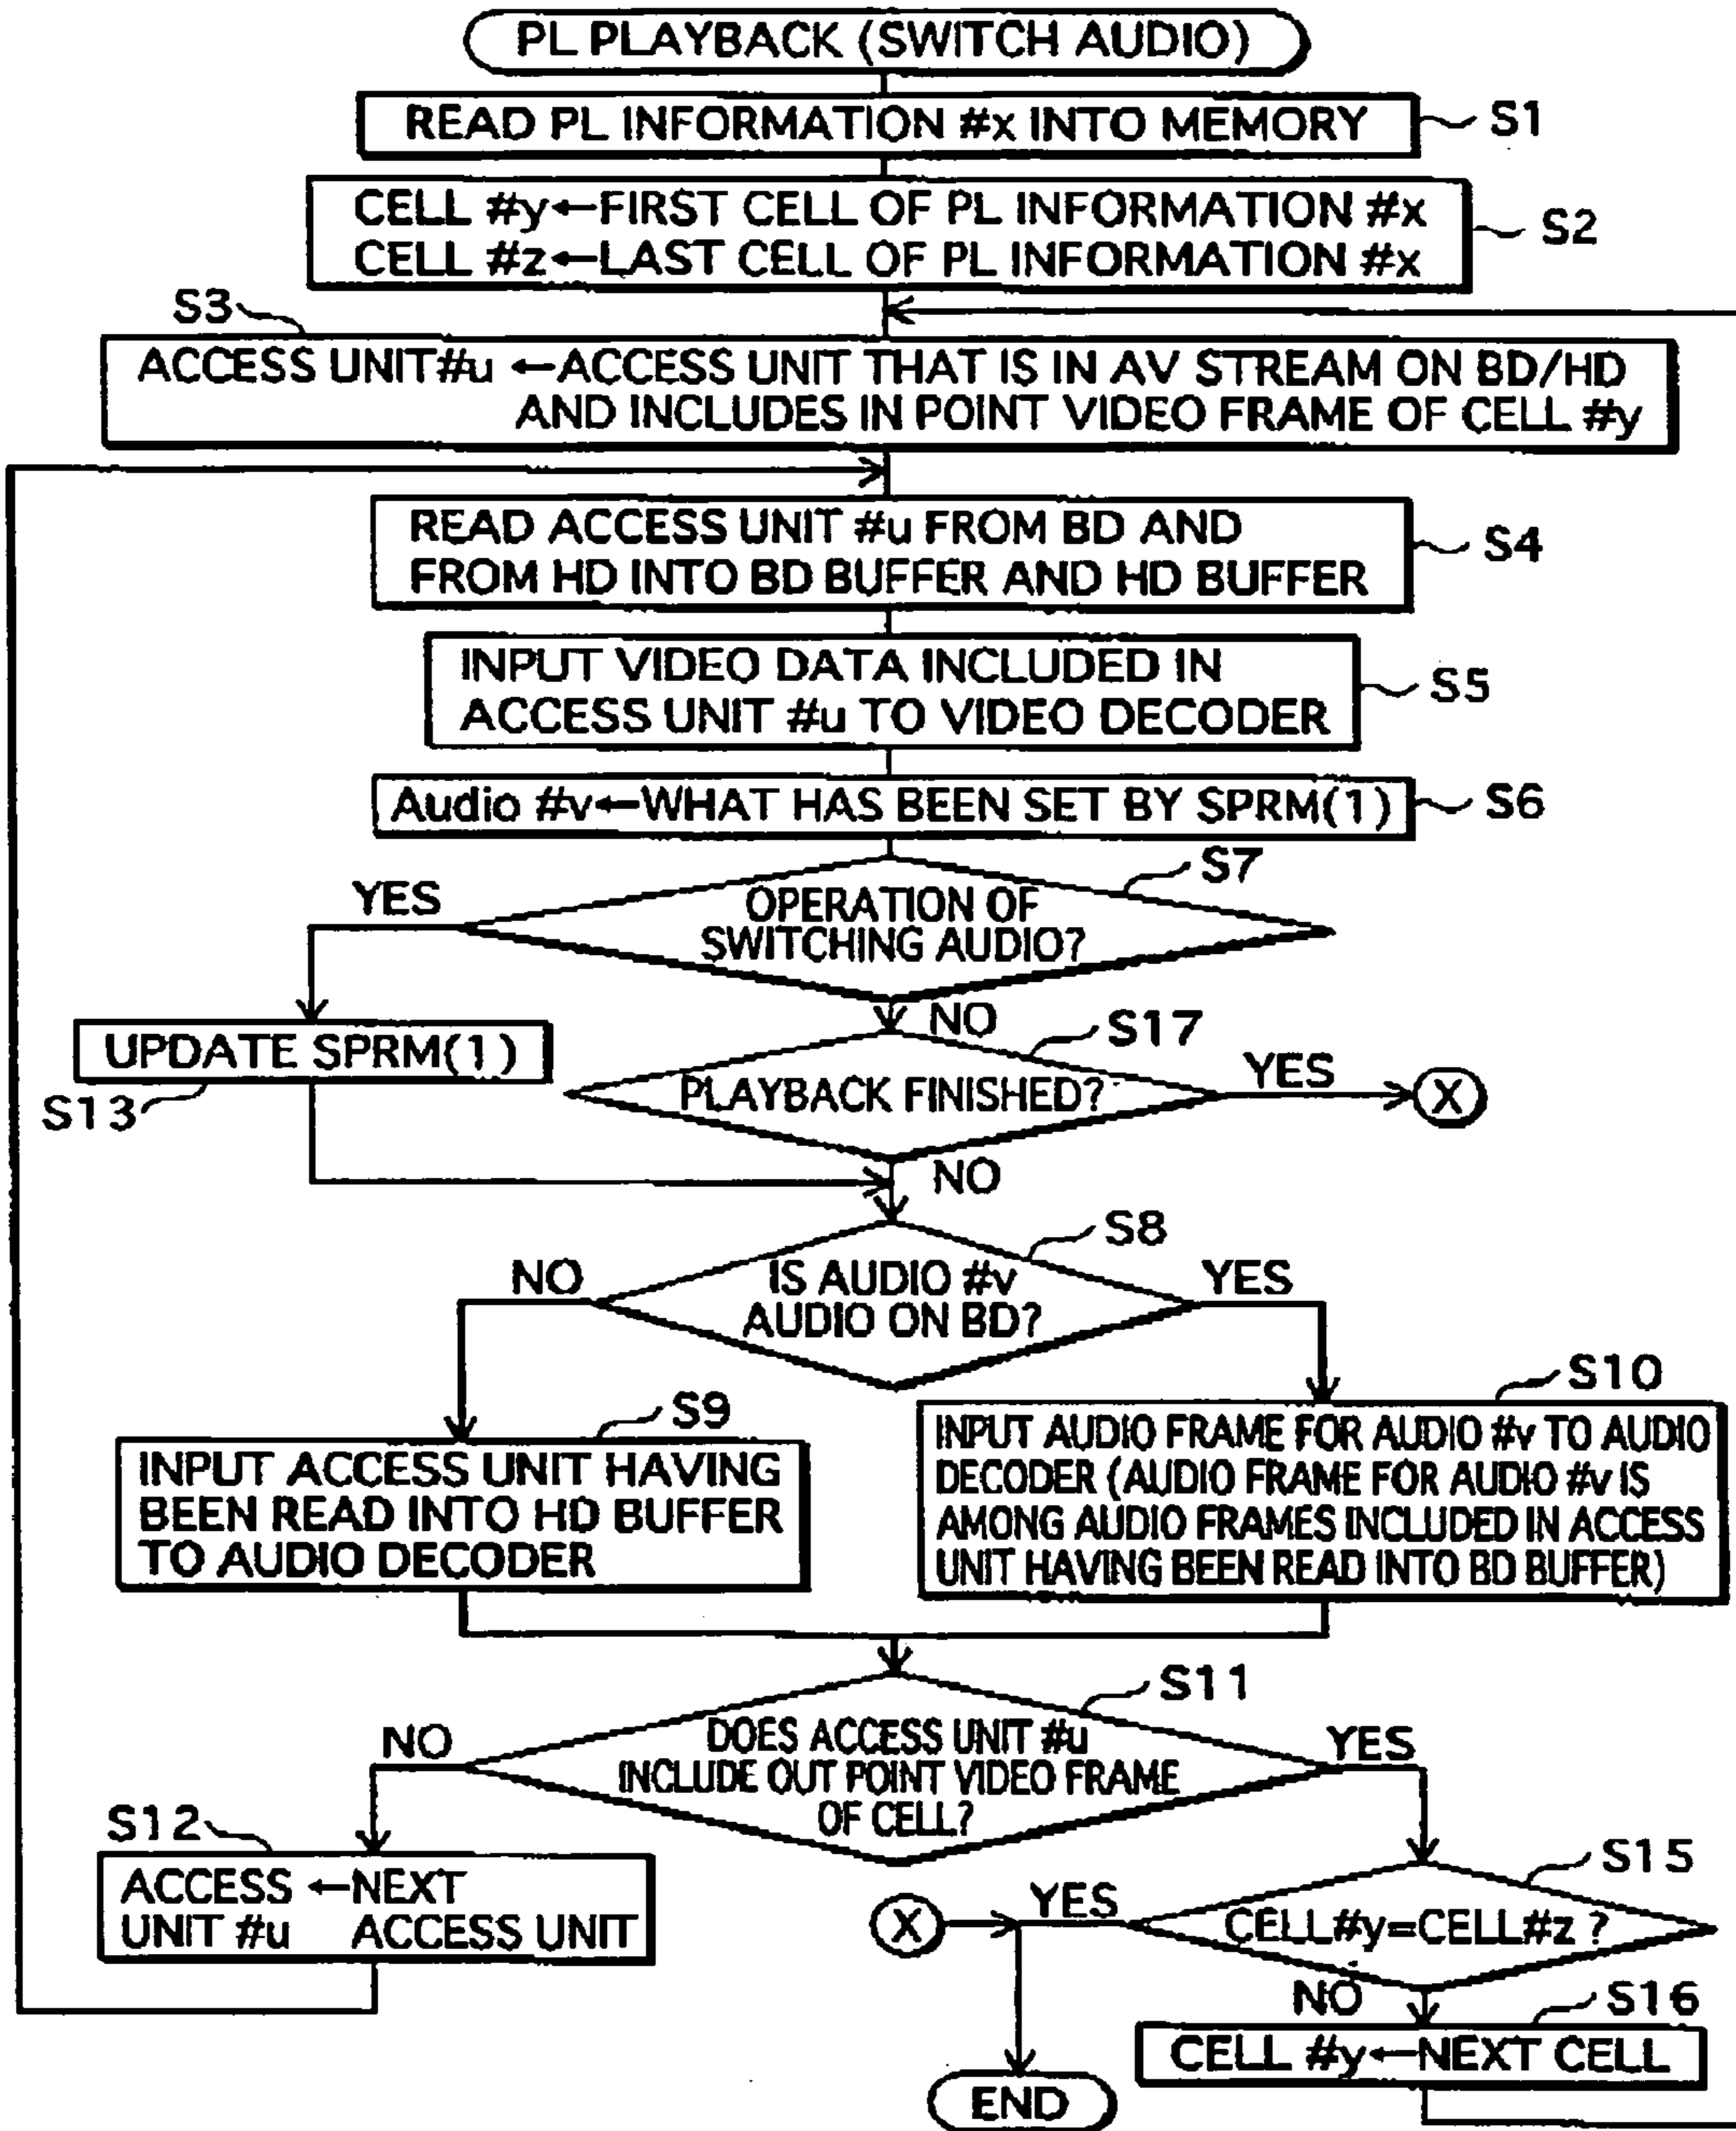 PL PLAYBACK (SWITCH AUDIO)
READ PL INFORMATION #x INTO MEMORY
S1
CELL #y←FIRST CELL OF PL INFORMATION #x
CELL #z←LAST CELL OF PL INFORMATION #x
S2
S3
ACCESS UNIT#u ←ACCESS UNIT THAT IS IN AV STREAM ON BD/HD
AND INCLUDES IN POINT VIDEO FRAME OF CELL #y
READ ACCESS UNIT #u FROM BD AND
FROM HD INTO BD BUFFER AND HD BUFFER
S4
INPUT VIDEO DATA INCLUDED IN
ACCESS UNIT #u TO VIDEO DECODER
S5
Audio #v←WHAT HAS BEEN SET BY SPRM(1)
S6
S7
YES
OPERATION OF
SWITCHING AUDIO?
NO
S17
UPDATE SPRM(1)
S13
PLAYBACK FINISHED?
YES
X
NO
S8
NO
IS AUDIO #v
AUDIO ON BD?
YES
S9
INPUT ACCESS UNIT HAVING
BEEN READ INTO HD BUFFER
TO AUDIO DECODER
S10
INPUT AUDIO FRAME FOR AUDIO #v TO AUDIO
DECODER (AUDIO FRAME FOR AUDIO #v IS
AMONG AUDIO FRAMES INCLUDED IN ACCESS
UNIT HAVING BEEN READ INTO BD BUFFER)
S11
NO
DOES ACCESS UNIT #u
INCLUDE OUT POINT VIDEO FRAME
OF CELL?
YES
S12
ACCESS ←NEXT
UNIT #u ACCESS UNIT
S15
X
YES
CELL#y=CELL#z ?
NO
S16
CELL #y←NEXT CELL
END